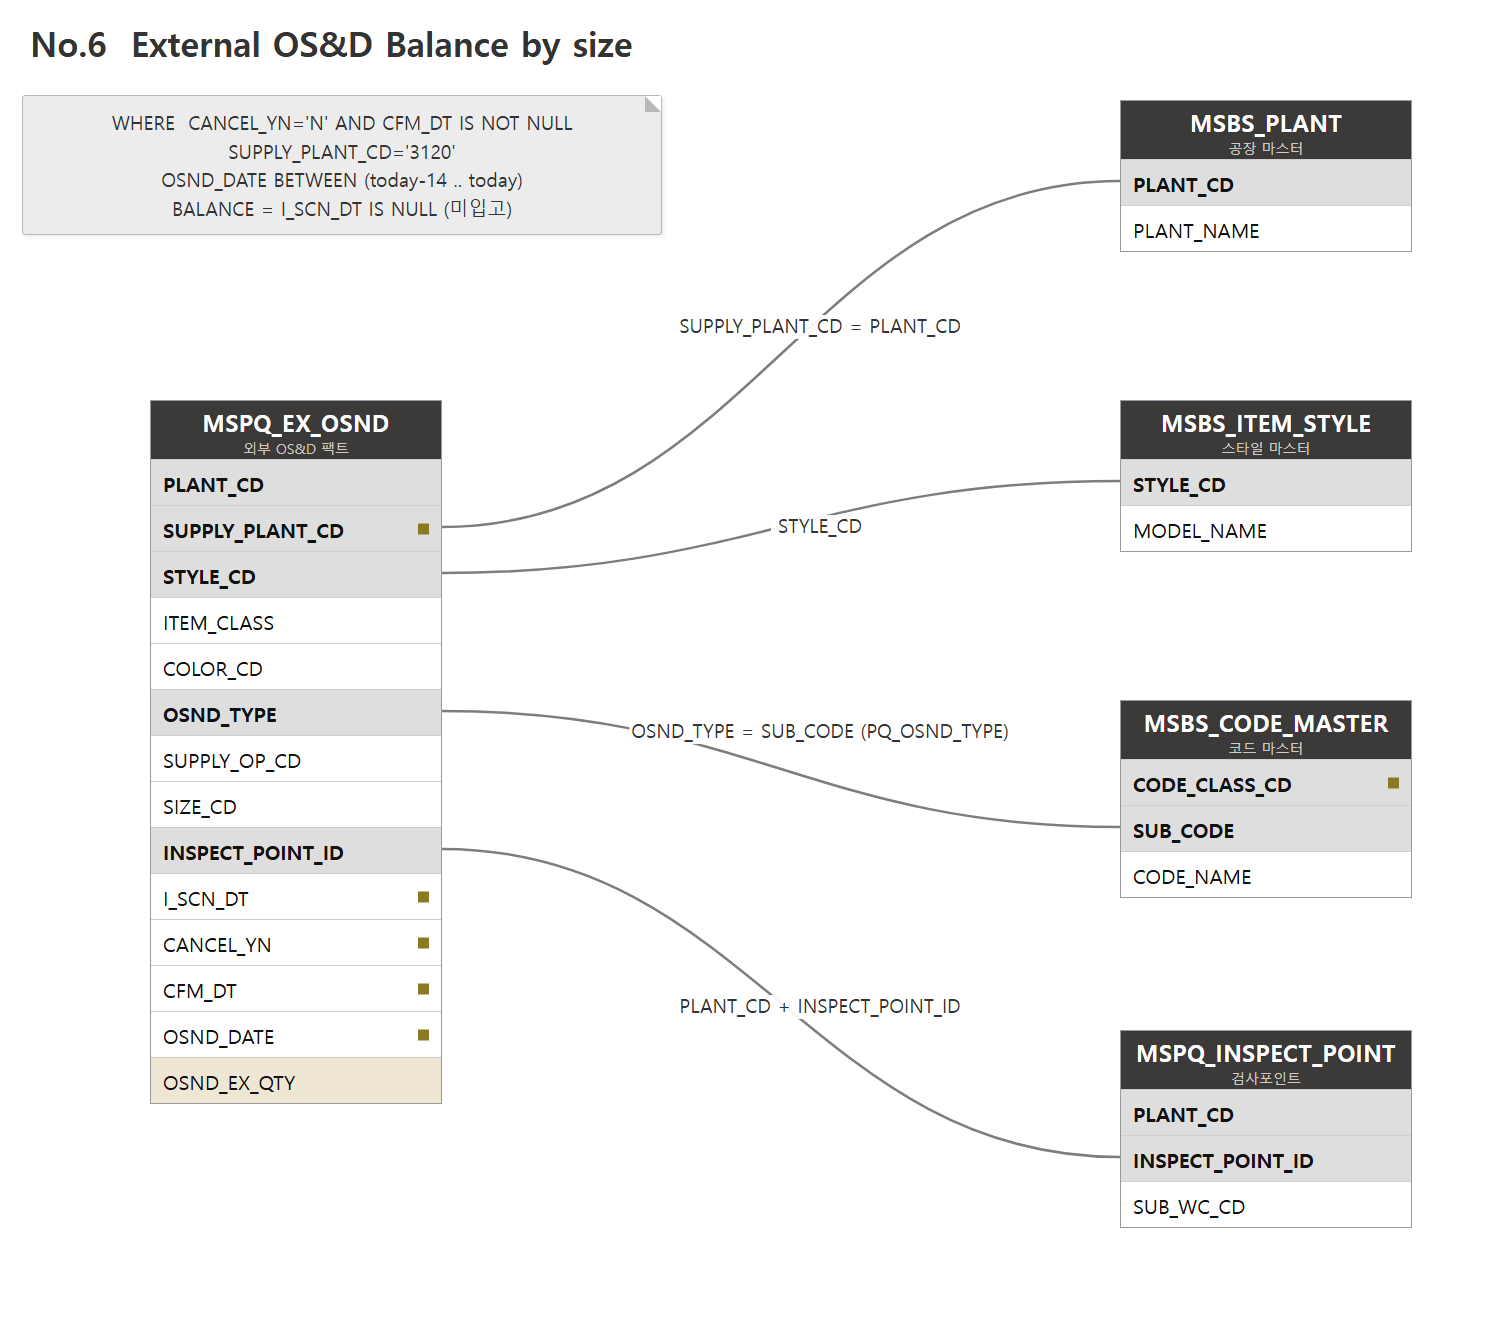 No.6 External OS&D Balance by size
WHERE CANCEL_YN='N' AND CFM_DT IS NOT NULL
SUPPLY_PLANT_CD='3120'
OSND_DATE BETWEEN (today-14 .. today)
BALANCE = I_SCN_DT IS NULL (미입고)
MSBS_PLANT
공장 마스터
PLANT_CD
PLANT_NAME
SUPPLY_PLANT_CD = PLANT_CD
MSPQ_EX_OSND
외부 OS&D 팩트
PLANT_CD
SUPPLY_PLANT_CD
STYLE_CD
ITEM_CLASS
COLOR_CD
OSND_TYPE
SUPPLY_OP_CD
SIZE_CD
INSPECT_POINT_ID
I_SCN_DT
CANCEL_YN
CFM_DT
OSND_DATE
OSND_EX_QTY
MSBS_ITEM_STYLE
스타일 마스터
STYLE_CD
MODEL_NAME
STYLE_CD
OSND_TYPE = SUB_CODE (PQ_OSND_TYPE)
MSBS_CODE_MASTER
코드 마스터
CODE_CLASS_CD
SUB_CODE
CODE_NAME
PLANT_CD + INSPECT_POINT_ID
MSPQ_INSPECT_POINT
검사포인트
PLANT_CD
INSPECT_POINT_ID
SUB_WC_CD